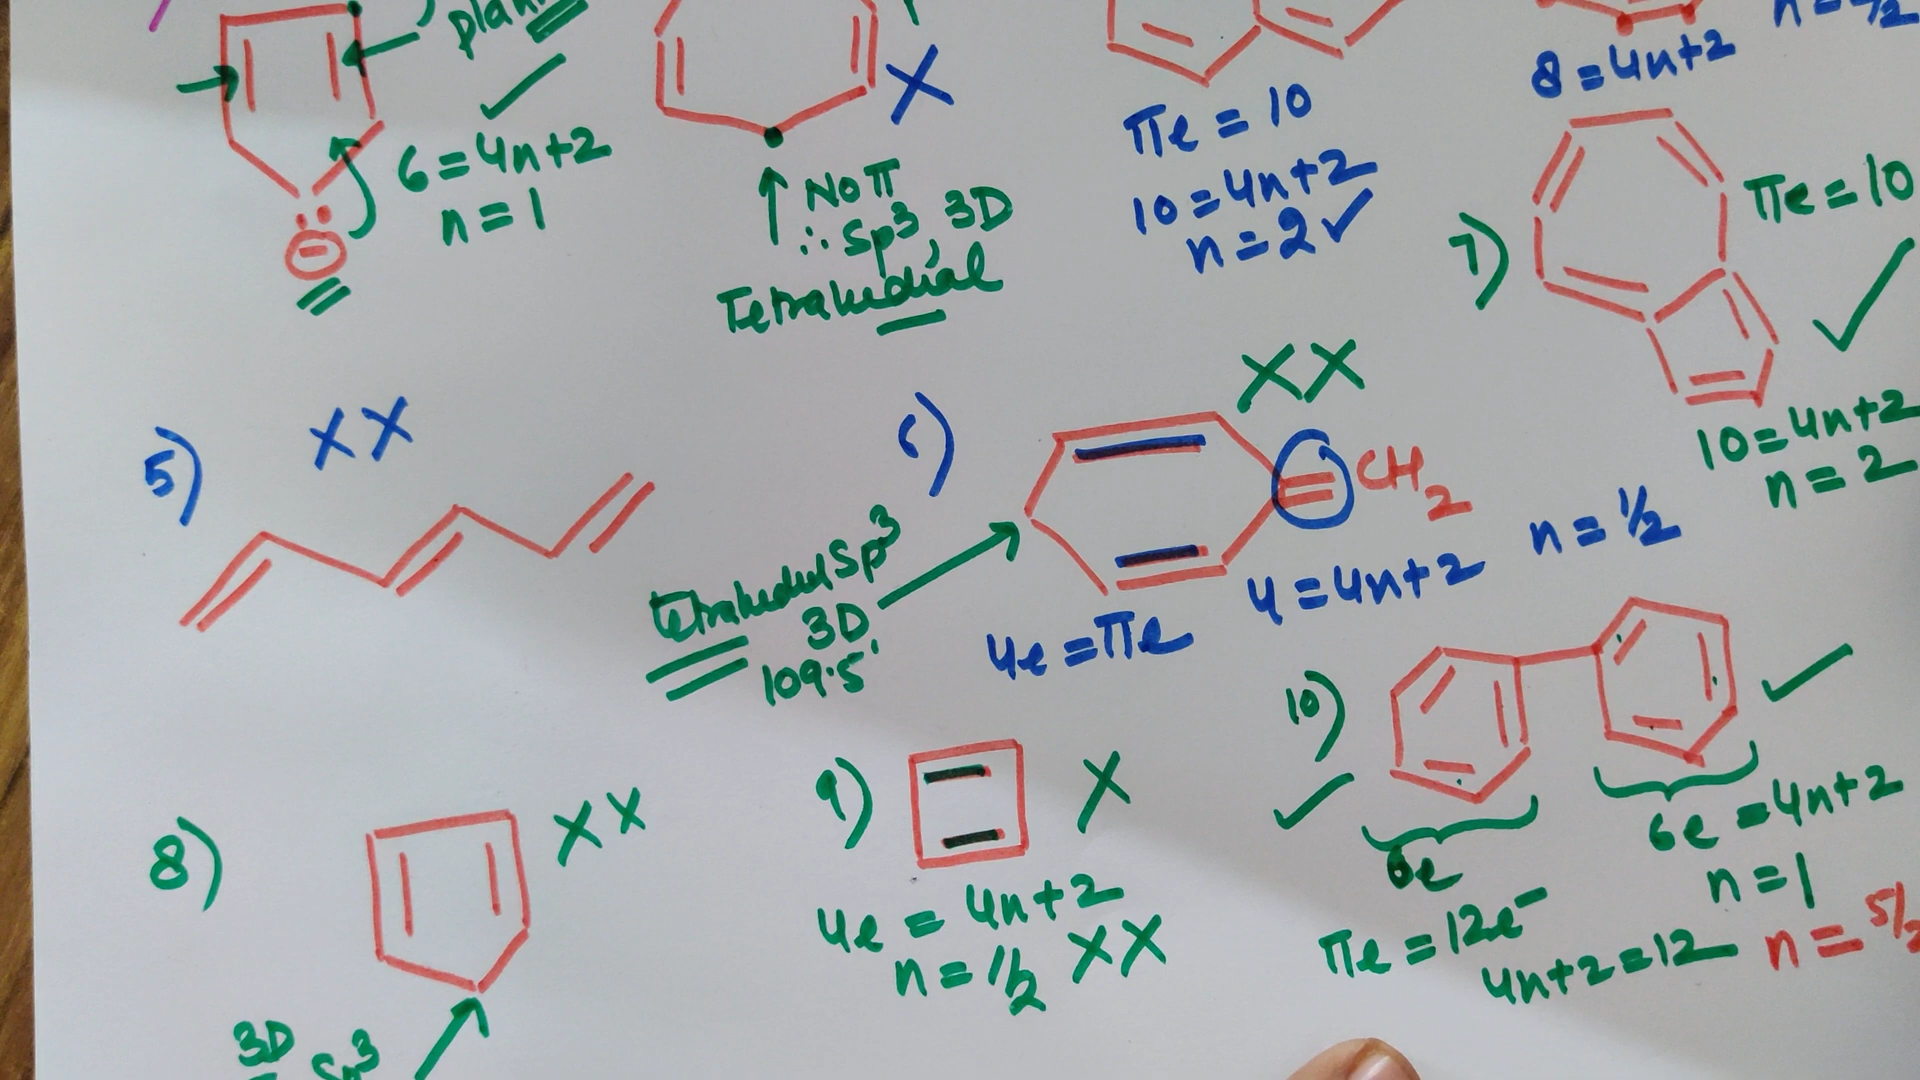 6=4n+2
n=1
X
No π
∴ Sp³, 3D
Tetrahedral
πe = 10
10=4n+2
n=2✓
8=4n+2
7)
πe=10
10=4n+2
n=2
5)
XX
6)
XX
=CH2
Tetrahedral Sp³
3D
109.5°
4e=πe
4=4n+2
n=½
8)
XX
3D
Sp³
9)
X
4e = 4n+2
n=½ XX
10)
6e
πe=12e⁻
4n+2=12
6e=4n+2
n=1
n=5/2